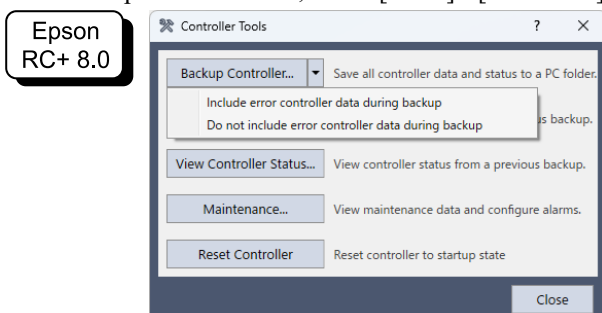 Epson
RC+ 8.0
Controller Tools
?
Backup Controller...
Save all controller data and status to a PC folder.
Include error controller data during backup
Do not include error controller data during backup
backup.
View Controller Status...
View controller status from a previous backup.
Maintenance...
View maintenance data and configure alarms.
Reset Controller
Reset controller to startup state
Close